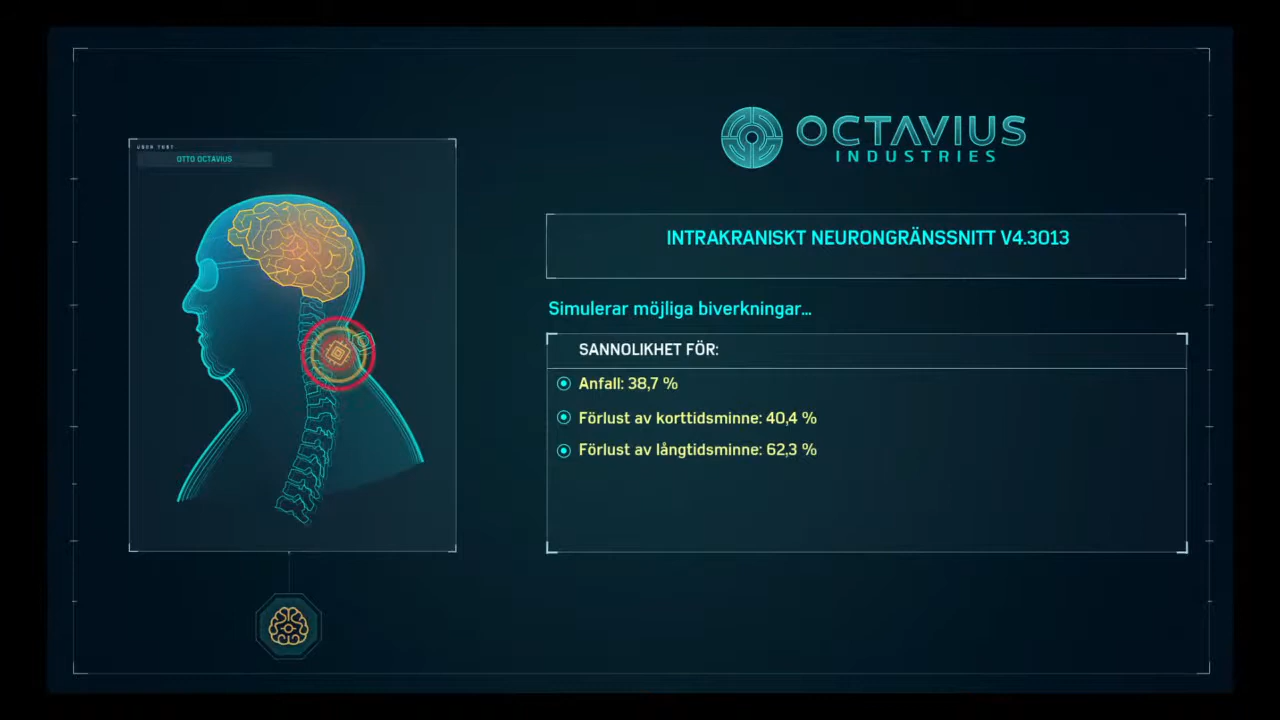 USER TEST
OTTO OCTAVIUS
OCTAVIUS
INDUSTRIES
INTRAKRANISKT NEURONGRÄNSSNITT V4.3013
Simulerar möjliga biverkningar...
SANNOLIKHET FÖR:
Anfall: 38,7 %
Förlust av korttidsminne: 40,4 %
Förlust av långtidsminne: 62,3 %